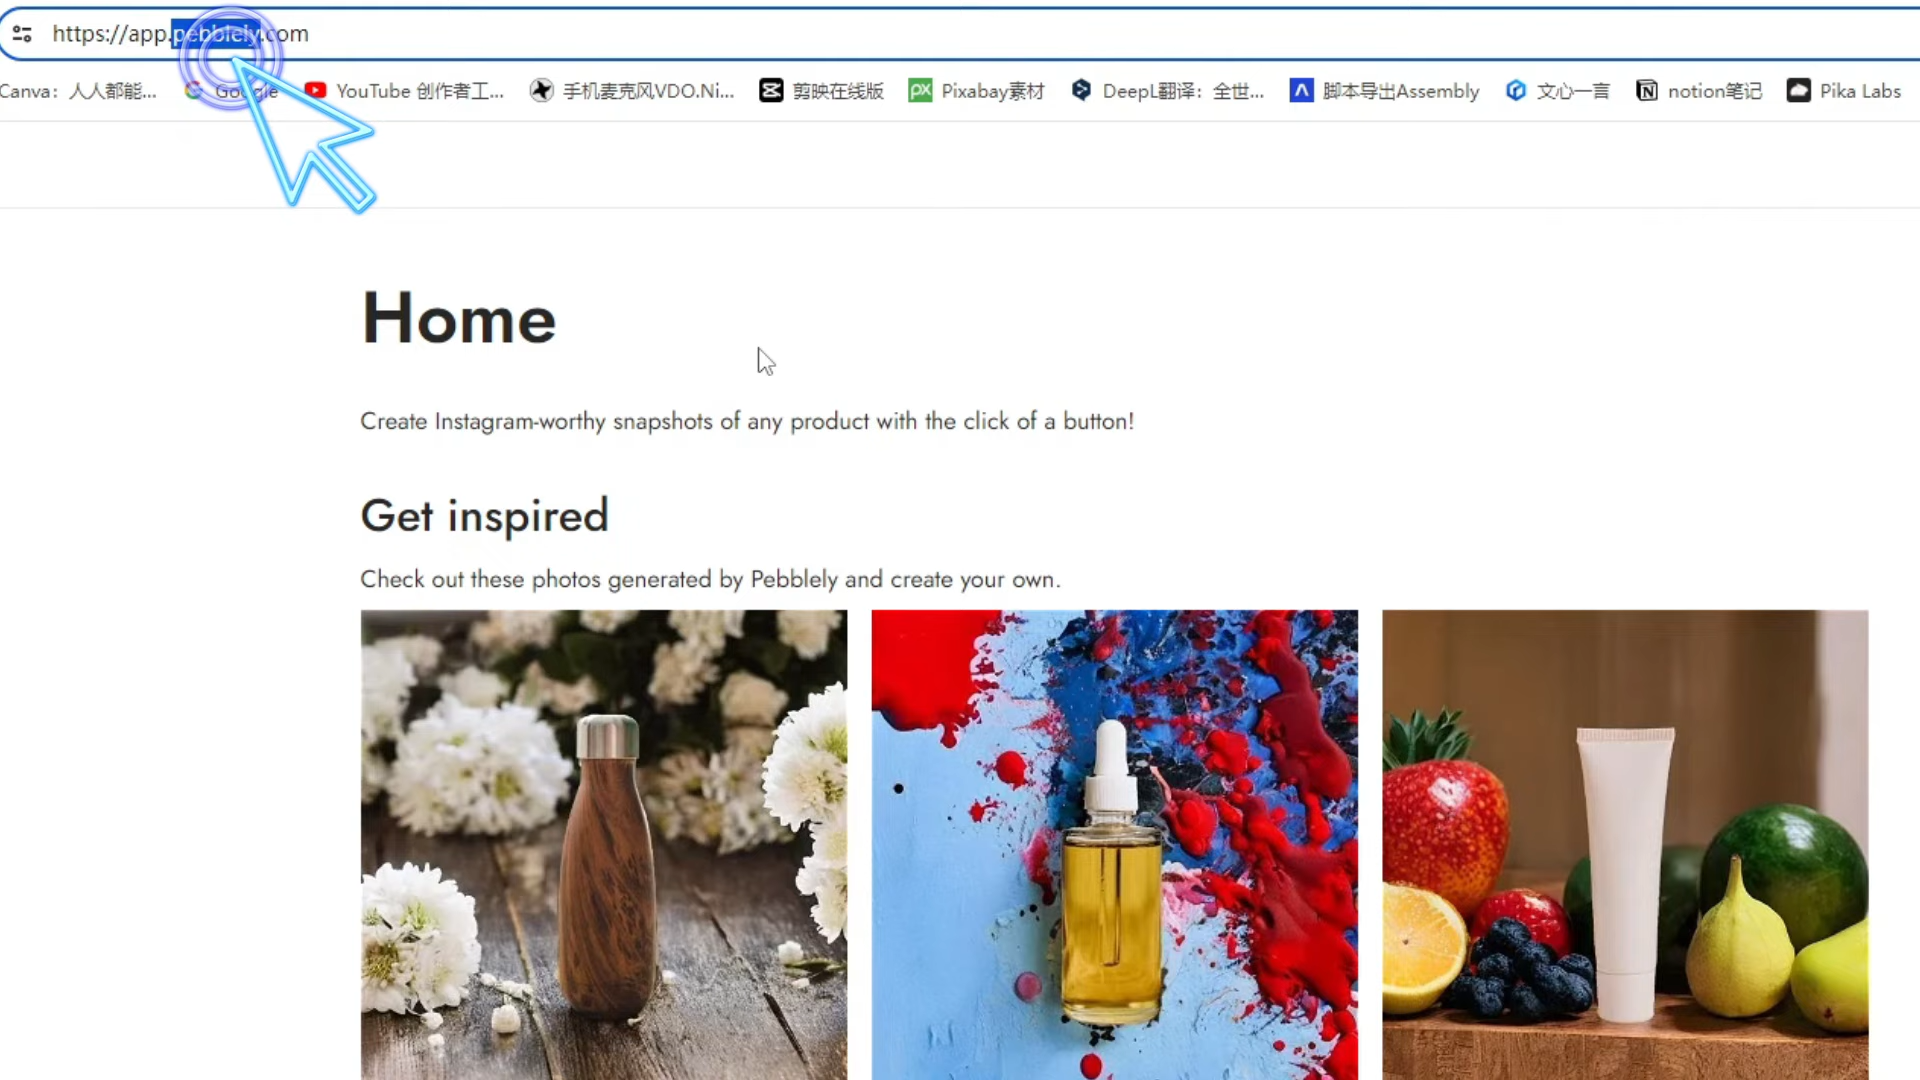 https://app.pebblely.com
Canva：人人都能... Google YouTube 创作者工... 手机麦克风VDO.Ni... 剪映在线版 Pixabay素材 DeepL翻译：全世... 脚本导出Assembly 文心一言 notion笔记 Pika Labs
Home
Create Instagram-worthy snapshots of any product with the click of a button!
Get inspired
Check out these photos generated by Pebblely and create your own.